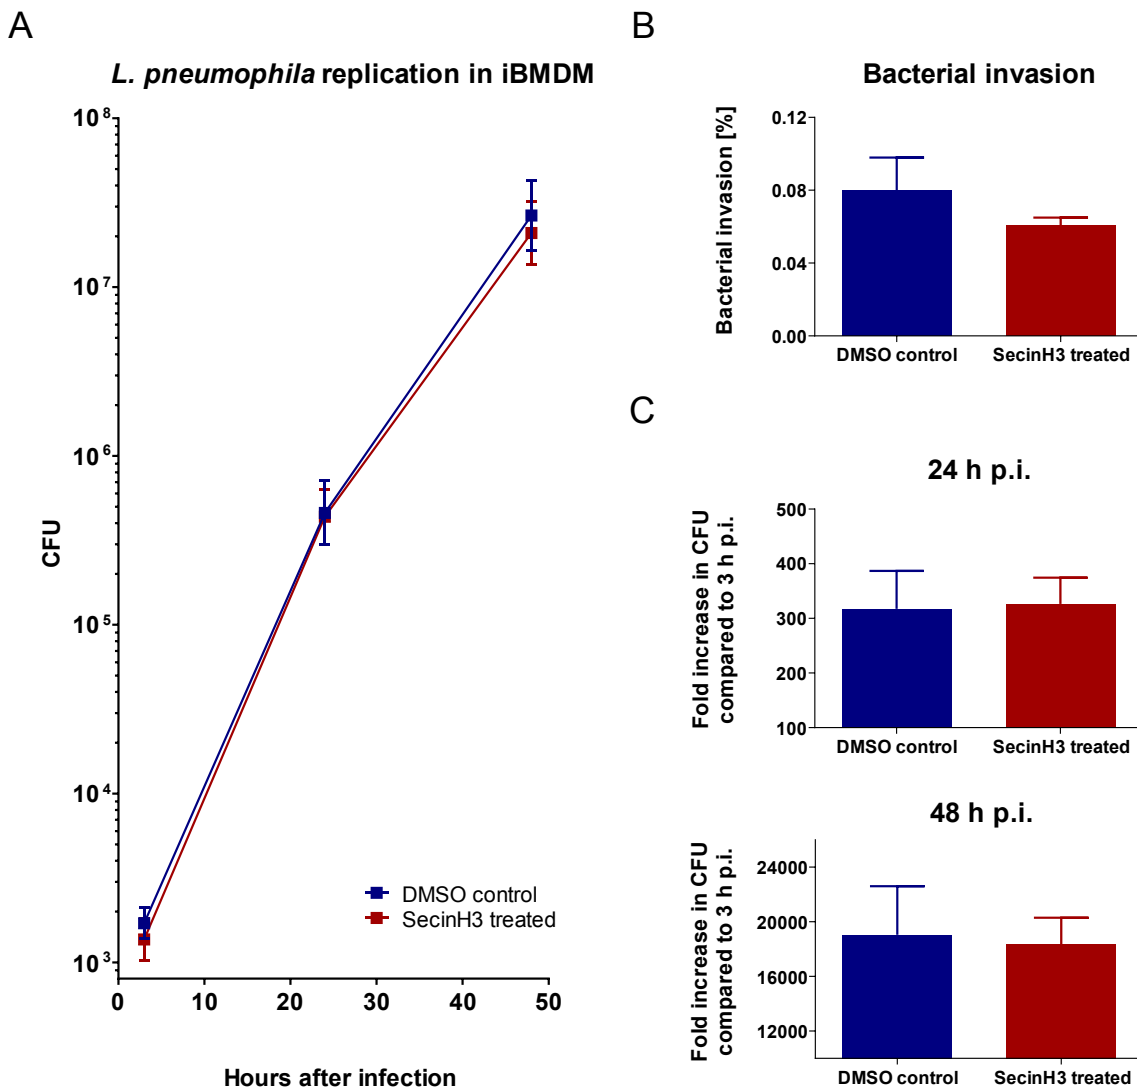 A
L. pneumophila replication in iBMDM
10⁸
10⁷
10⁶
10⁵
10⁴
10³
CFU
0 10 20 30 40 50
Hours after infection
DMSO control
SecinH3 treated
B
Bacterial invasion
Bacterial invasion [%]
0.12
0.08
0.04
0.00
DMSO control SecinH3 treated
C
24 h p.i.
Fold increase in CFU
compared to 3 h p.i.
500
400
300
200
100
DMSO control SecinH3 treated
48 h p.i.
Fold increase in CFU
compared to 3 h p.i.
24000
20000
16000
12000
DMSO control SecinH3 treated